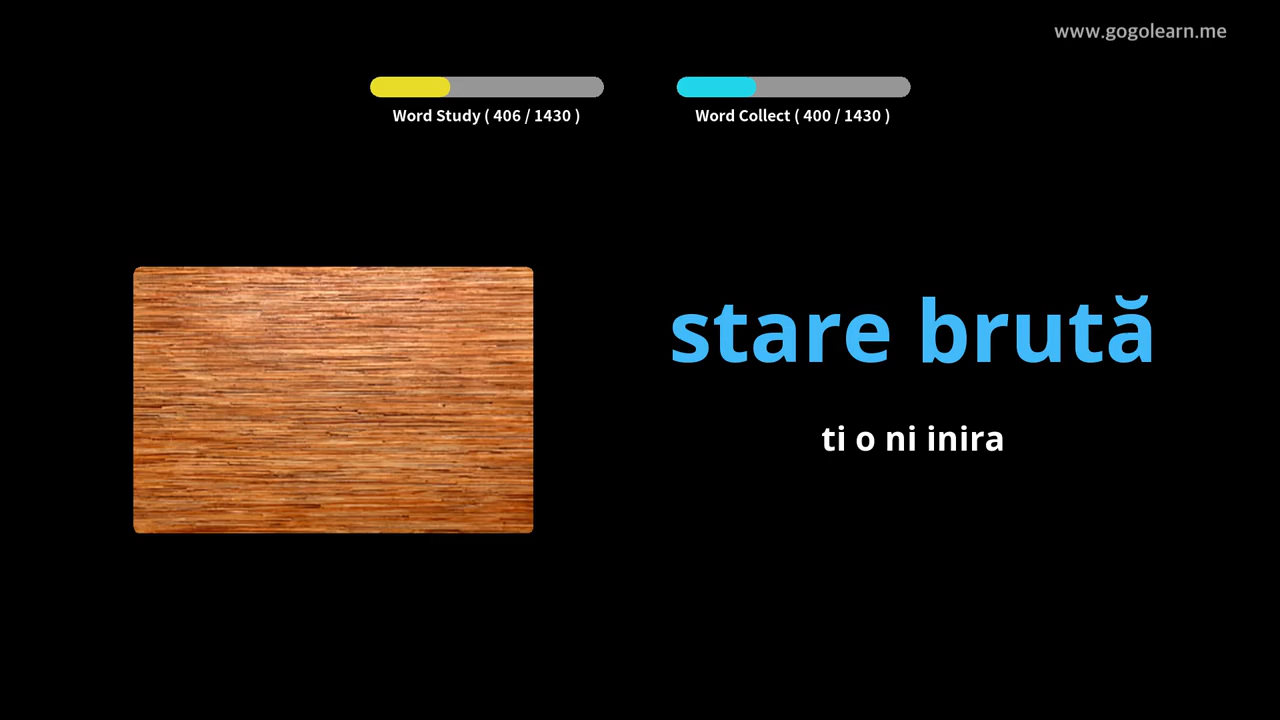 www.gogolearn.me
Word Study ( 406 / 1430 )
Word Collect ( 400 / 1430 )
stare brută
ti o ni inira